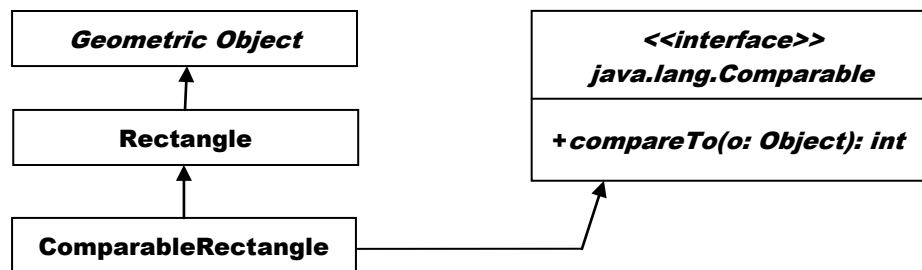 Geometric Object
<<interface>>
java.lang.Comparable
Rectangle
+compareTo(o: Object): int
ComparableRectangle